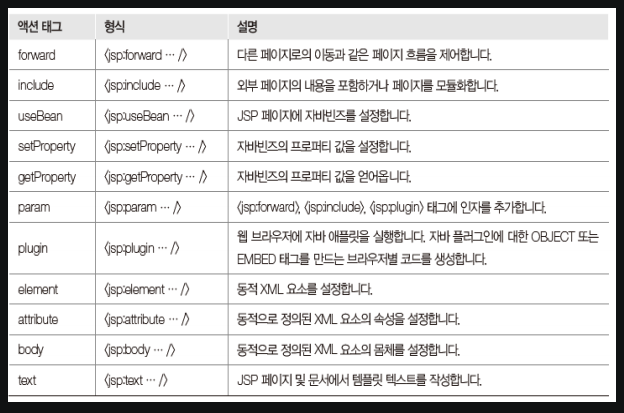 액션 태그 형식 설명
forward 〈jsp:forward … /〉 다른 페이지로의 이동과 같은 페이지 흐름을 제어합니다.
include 〈jsp:include … /〉 외부 페이지의 내용을 포함하거나 페이지를 모듈화합니다.
useBean 〈jsp:useBean … /〉 JSP 페이지에 자바빈즈를 설정합니다.
setProperty 〈jsp:setProperty … /〉 자바빈즈의 프로퍼티 값을 설정합니다.
getProperty 〈jsp:getProperty … /〉 자바빈즈의 프로퍼티 값을 얻어옵니다.
param 〈jsp:param … /〉 〈jsp:forward〉, 〈jsp:include〉, 〈jsp:plugin〉 태그에 인자를 추가합니다.
plugin 〈jsp:plugin … /〉 웹 브라우저에 자바 애플릿을 실행합니다. 자바 플러그인에 대한 OBJECT 또는
EMBED 태그를 만드는 브라우저별 코드를 생성합니다.
element 〈jsp:element … /〉 동적 XML 요소를 설정합니다.
attribute 〈jsp:attribute … /〉 동적으로 정의된 XML 요소의 속성을 설정합니다.
body 〈jsp:body … /〉 동적으로 정의된 XML 요소의 몸체를 설정합니다.
text 〈jsp:text … /〉 JSP 페이지 및 문서에서 템플릿 텍스트를 작성합니다.